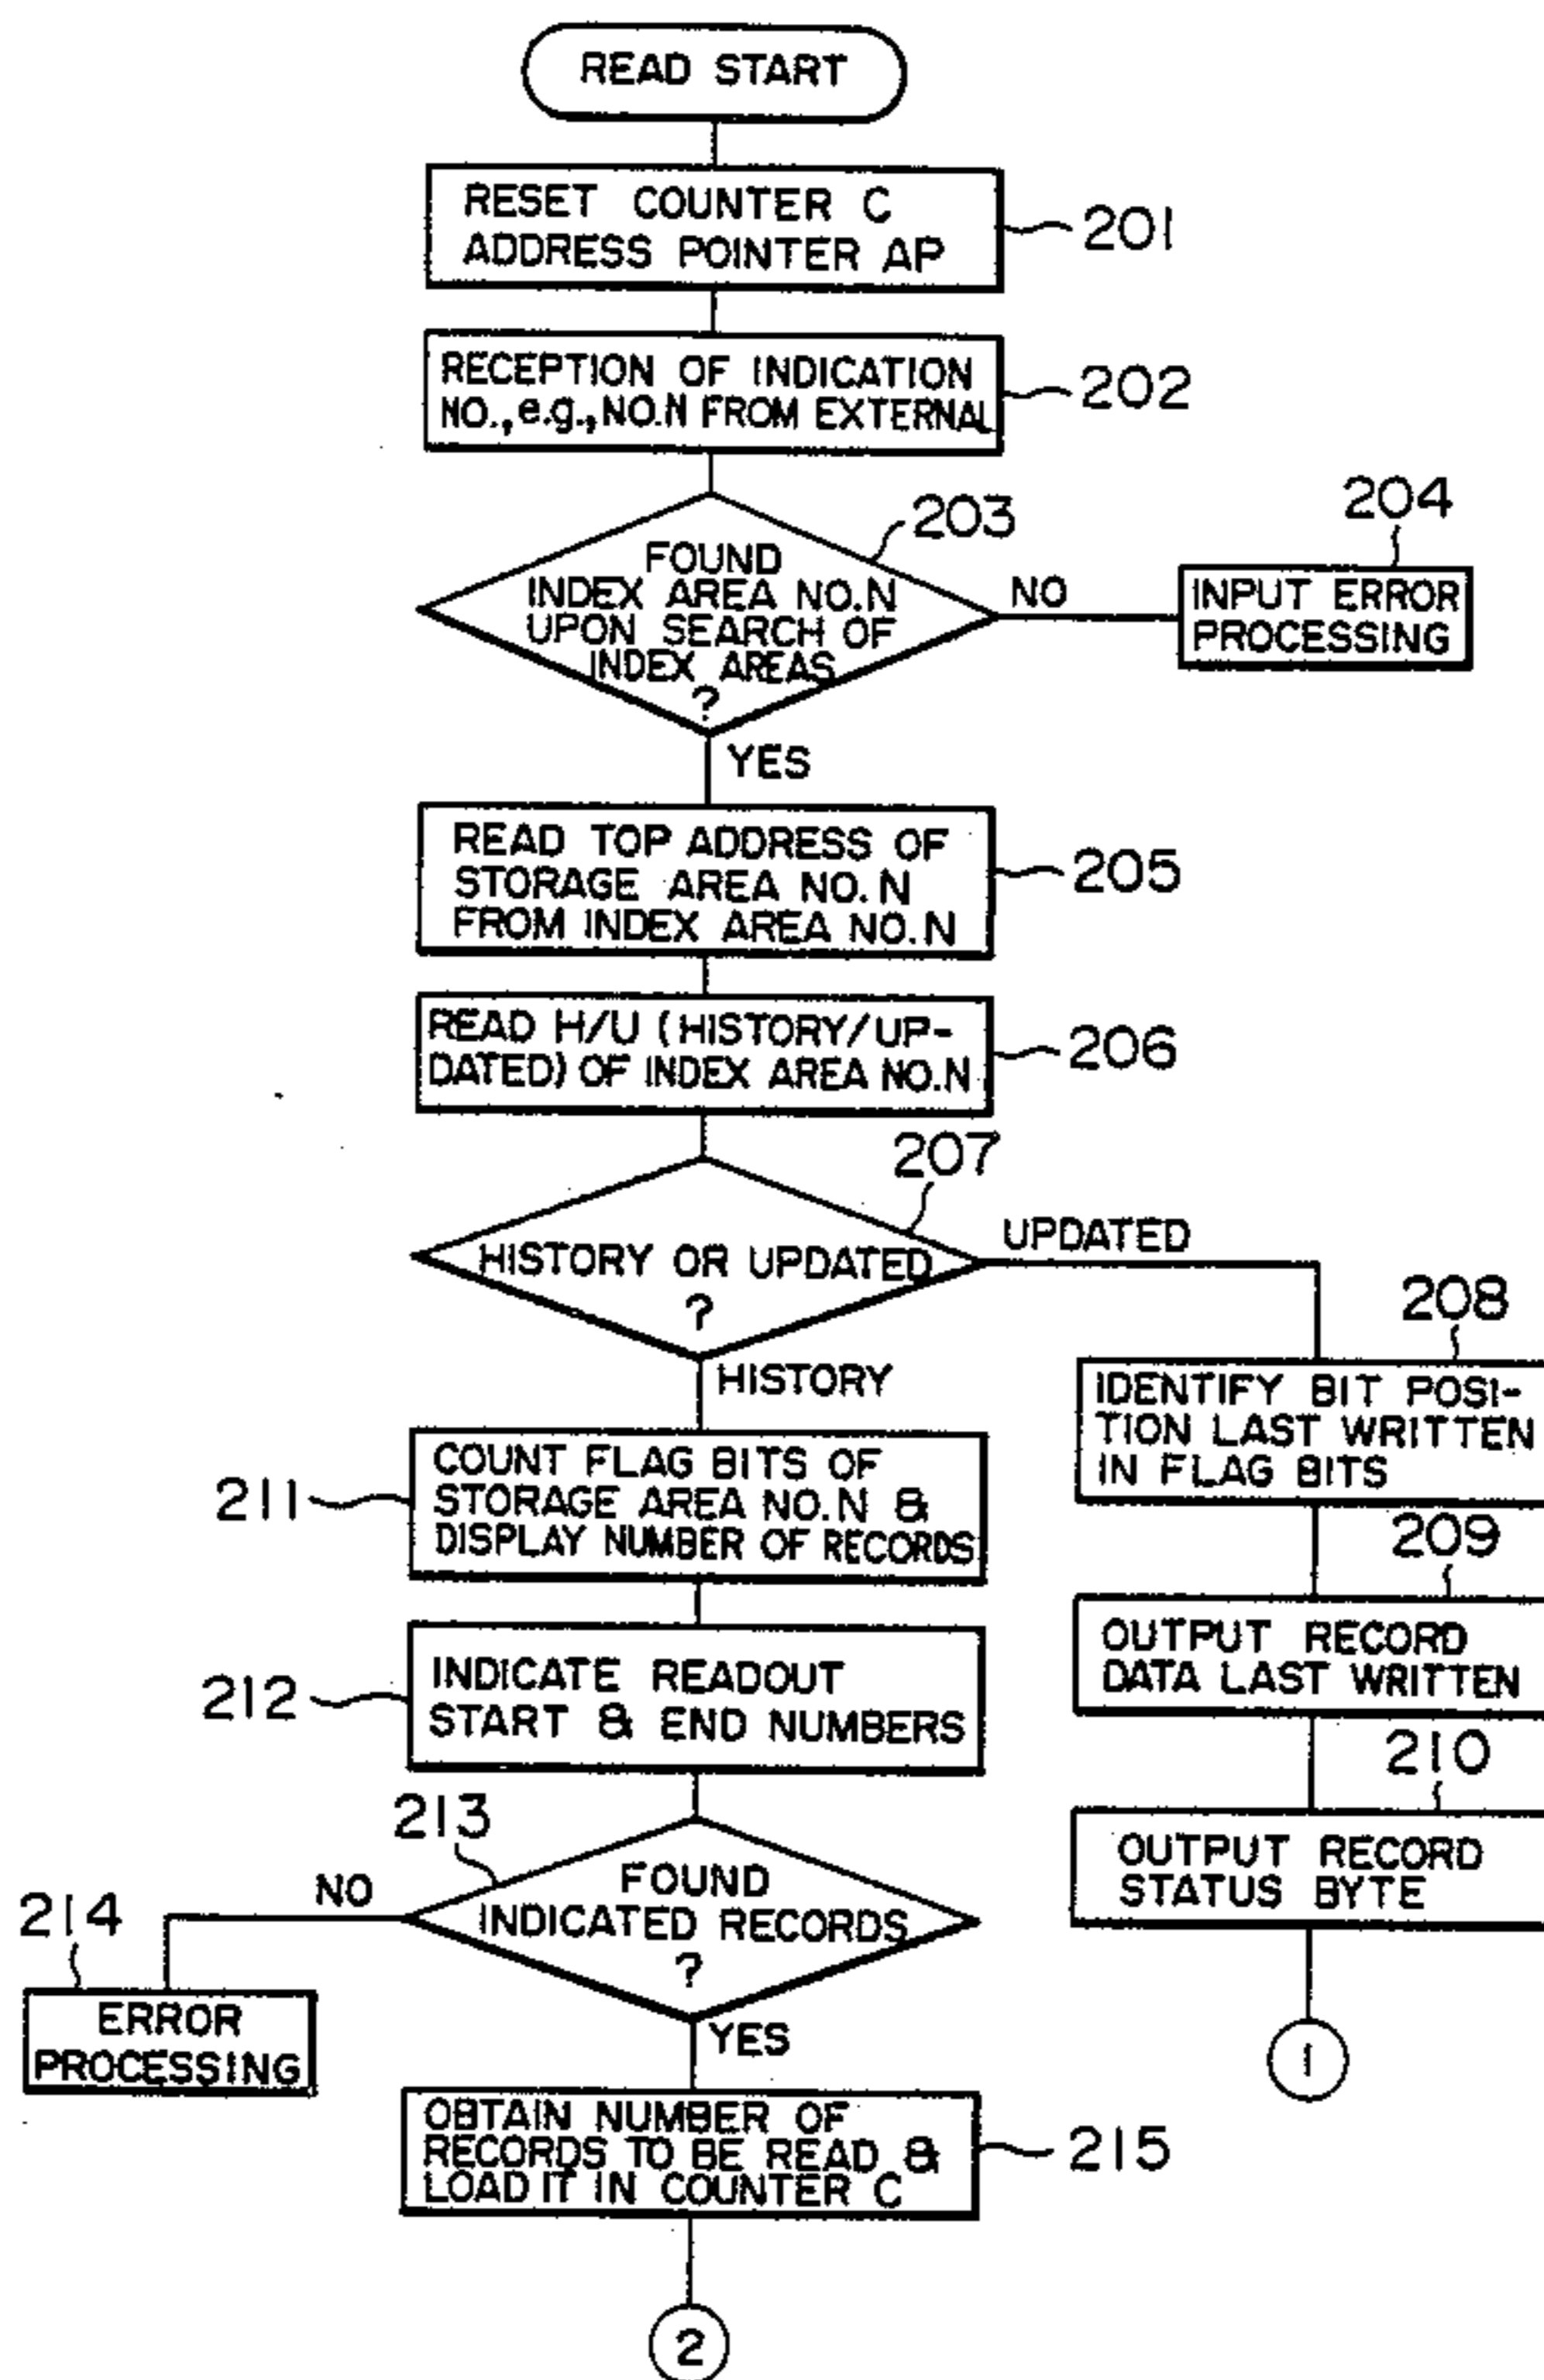 READ START
RESET COUNTER C
ADDRESS POINTER AP
201
RECEPTION OF INDICATION
NO., e.g., NO.N FROM EXTERNAL
202
203
FOUND
INDEX AREA NO.N
UPON SEARCH OF
INDEX AREAS
?
NO
204
INPUT ERROR
PROCESSING
YES
READ TOP ADDRESS OF
STORAGE AREA NO.N
FROM INDEX AREA NO.N
205
READ H/U (HISTORY/UP-
DATED) OF INDEX AREA NO.N
206
207
HISTORY OR UPDATED
?
UPDATED
HISTORY
208
IDENTIFY BIT POSI-
TION LAST WRITTEN
IN FLAG BITS
209
OUTPUT RECORD
DATA LAST WRITTEN
210
OUTPUT RECORD
STATUS BYTE
1
211
COUNT FLAG BITS OF
STORAGE AREA NO.N &
DISPLAY NUMBER OF RECORDS
212
INDICATE READOUT
START & END NUMBERS
213
FOUND
INDICATED RECORDS
?
NO
214
ERROR
PROCESSING
YES
OBTAIN NUMBER OF
RECORDS TO BE READ &
LOAD IT IN COUNTER C
215
2